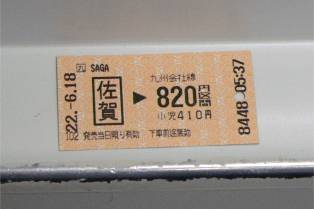 22.-6.18
㊈ SAGA
佐賀 ▶ 九州会社線 820円区間
小児410円
102 発売当日限り有効 下車前途無効
8448 05:37